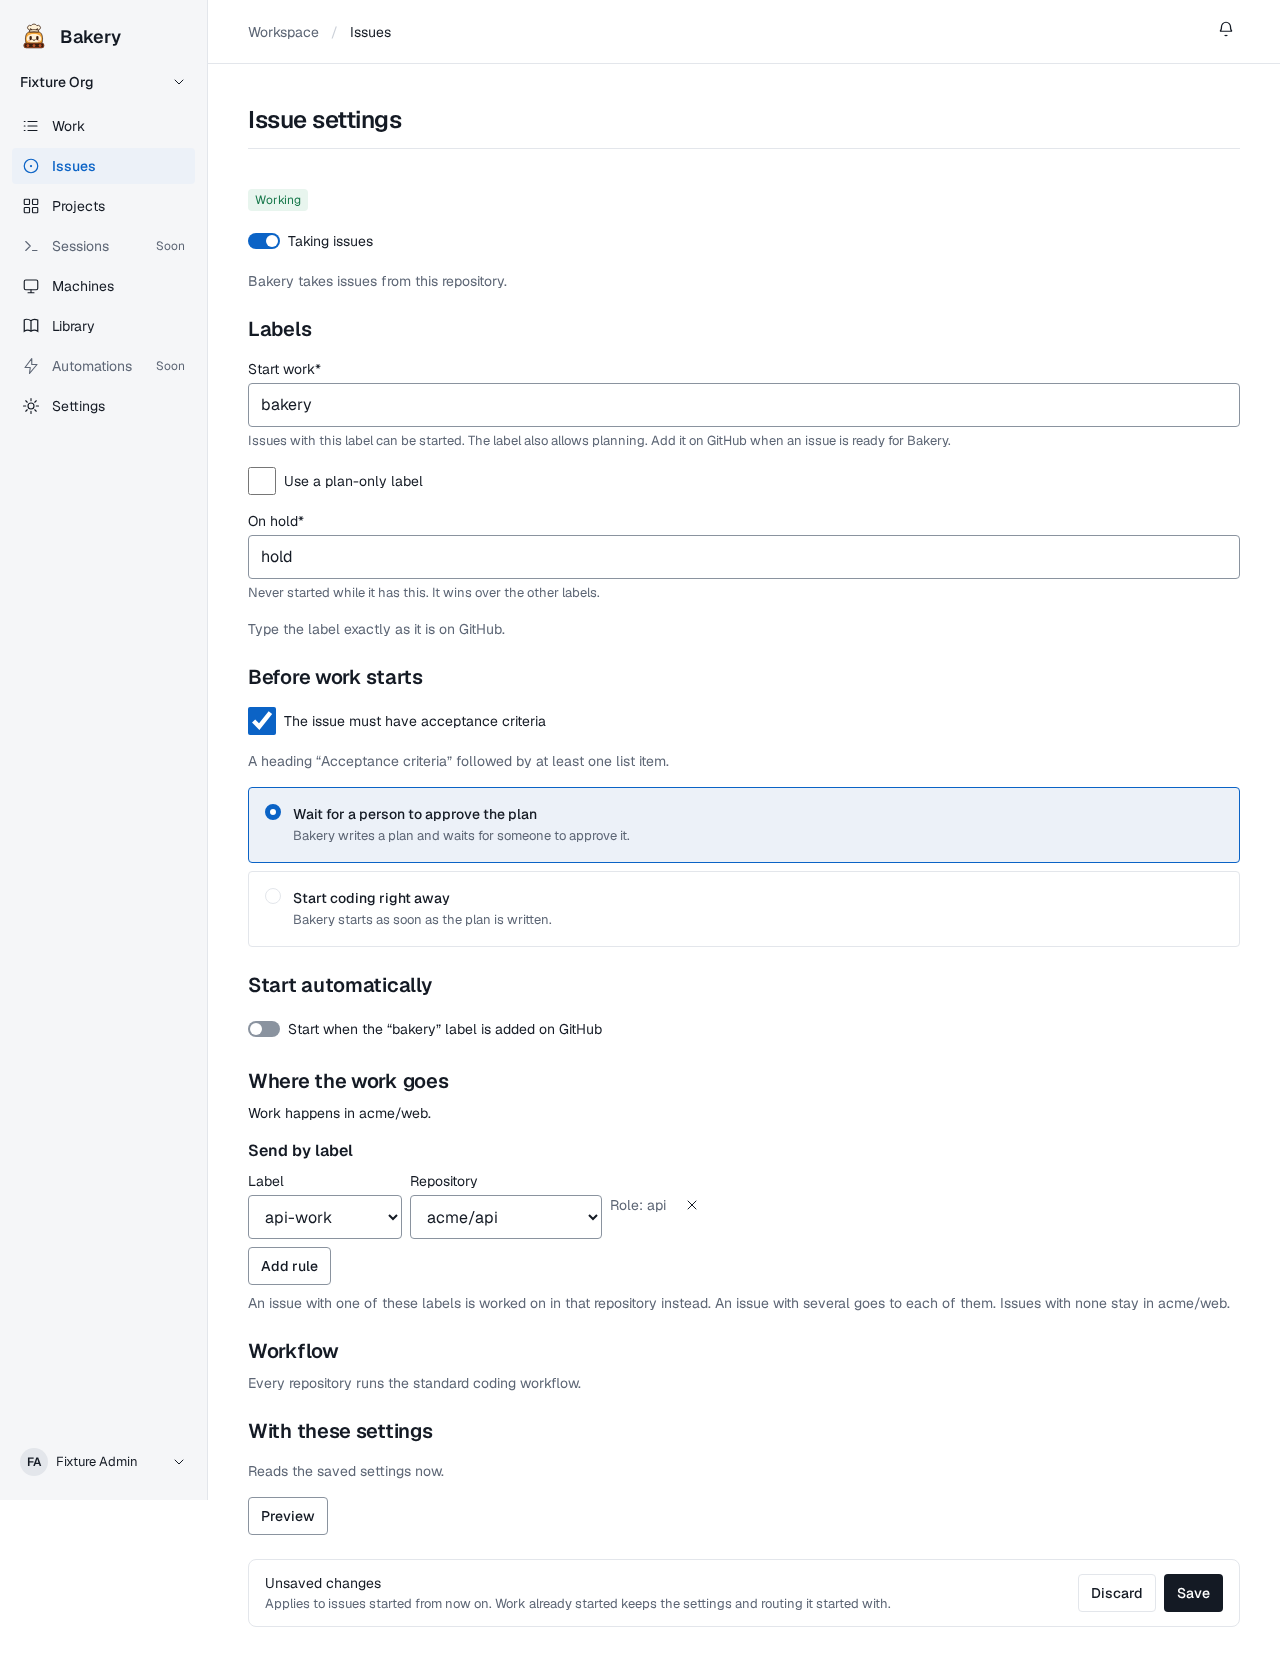 Bakery
Workspace / Issues
Fixture Org
Work
Issues
Projects
Sessions Soon
Machines
Library
Automations Soon
Settings
FA Fixture Admin
Issue settings
Working
Taking issues
Bakery takes issues from this repository.
Labels
Start work*
bakery
Issues with this label can be started. The label also allows planning. Add it on GitHub when an issue is ready for Bakery.
Use a plan-only label
On hold*
hold
Never started while it has this. It wins over the other labels.
Type the label exactly as it is on GitHub.
Before work starts
The issue must have acceptance criteria
A heading “Acceptance criteria” followed by at least one list item.
Wait for a person to approve the plan
Bakery writes a plan and waits for someone to approve it.
Start coding right away
Bakery starts as soon as the plan is written.
Start automatically
Start when the “bakery” label is added on GitHub
Where the work goes
Work happens in acme/web.
Send by label
Label Repository
api-work acme/api Role: api
Add rule
An issue with one of these labels is worked on in that repository instead. An issue with several goes to each of them. Issues with none stay in acme/web.
Workflow
Every repository runs the standard coding workflow.
With these settings
Reads the saved settings now.
Preview
Unsaved changes
Applies to issues started from now on. Work already started keeps the settings and routing it started with.
Discard Save